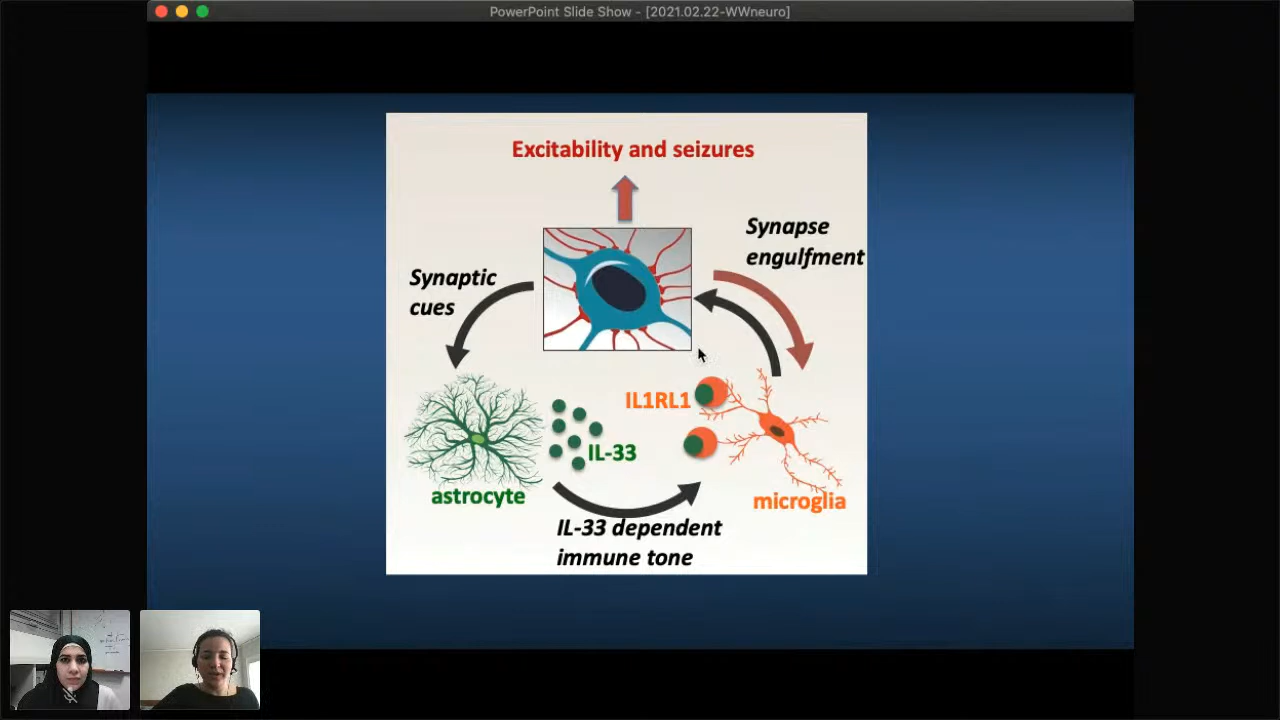 PowerPoint Slide Show - [2021.02.22-WWneuro]
Excitability and seizures
Synapse
engulfment
Synaptic
cues
IL1RL1
IL-33
astrocyte
microglia
IL-33 dependent
immune tone